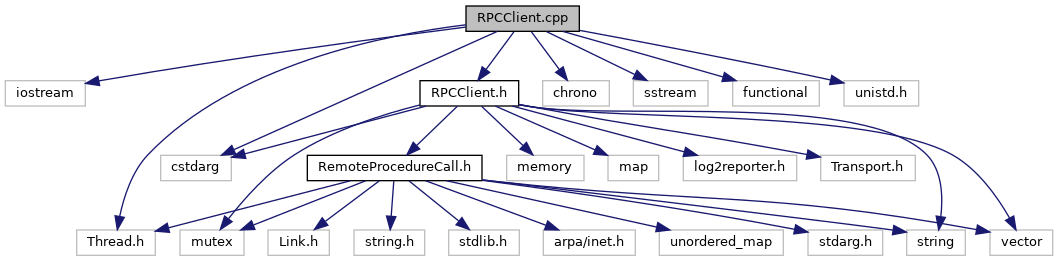 RPCClient.cpp
iostream
RPCClient.h
chrono
sstream
functional
unistd.h
cstdarg
RemoteProcedureCall.h
memory
map
log2reporter.h
Transport.h
Thread.h
mutex
Link.h
string.h
stdlib.h
arpa/inet.h
unordered_map
stdarg.h
string
vector